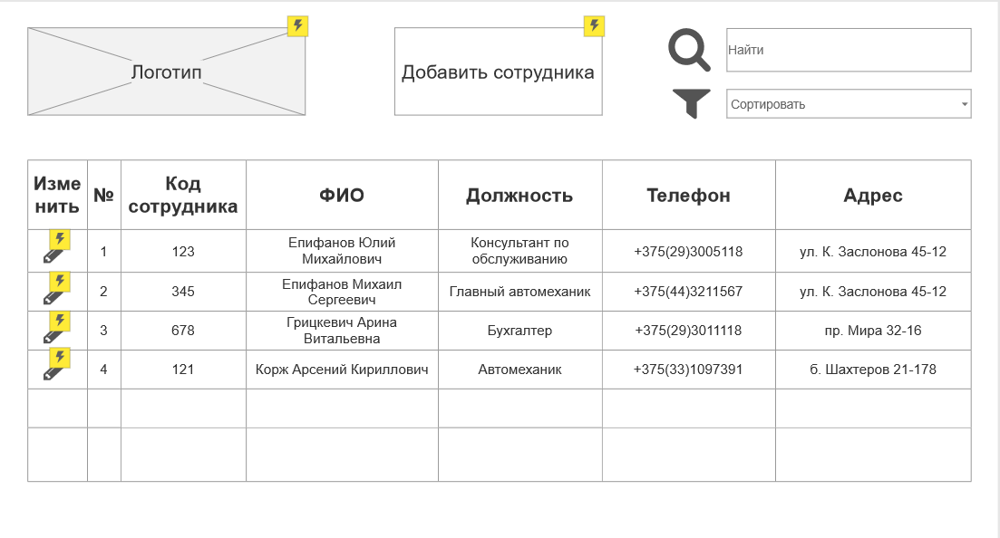 Логотип
Добавить сотрудника
Найти
Сортировать
Изме
нить
№
Код
сотрудника
ФИО
Должность
Телефон
Адрес
1
123
Епифанов Юлий
Михайлович
Консультант по
обслуживанию
+375(29)3005118
ул. К. Заслонова 45-12
2
345
Епифанов Михаил
Сергеевич
Главный автомеханик
+375(44)3211567
ул. К. Заслонова 45-12
3
678
Грицкевич Арина
Витальевна
Бухгалтер
+375(29)3011118
пр. Мира 32-16
4
121
Корж Арсений Кириллович
Автомеханик
+375(33)1097391
б. Шахтеров 21-178